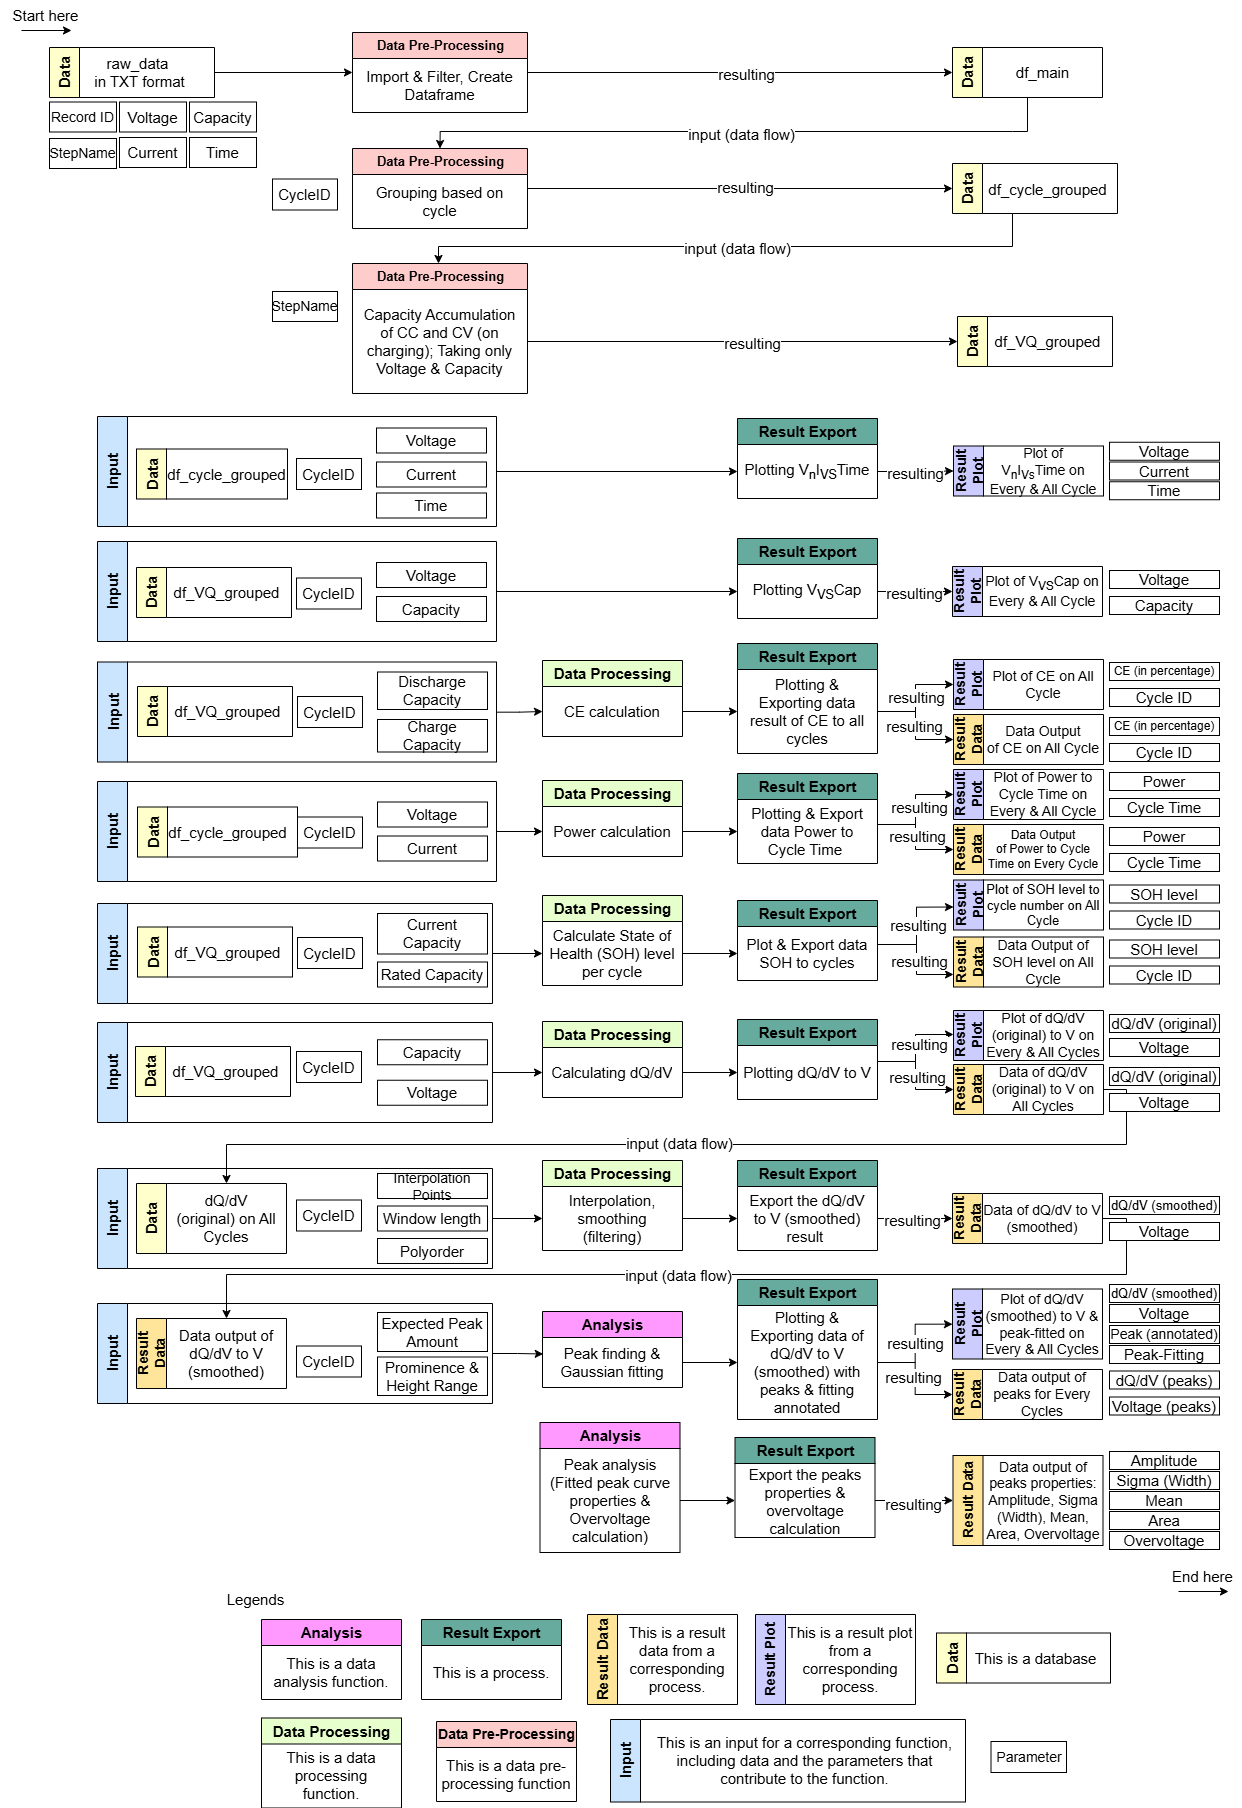 Start here
Data
raw_data
in TXT format
Record ID
Voltage
Capacity
StepName
Current
Time
Data Pre-Processing
Import & Filter, Create
Dataframe
resulting
Data
df_main
input (data flow)
CycleID
Data Pre-Processing
Grouping based on
cycle
resulting
Data
df_cycle_grouped
input (data flow)
StepName
Data Pre-Processing
Capacity Accumulation
of CC and CV (on
charging); Taking only
Voltage & Capacity
resulting
Data
df_VQ_grouped
Input
Data
df_cycle_grouped
CycleID
Voltage
Current
Time
Result Export
Plotting VnIVSTime
resulting
Result
Plot
Plot of
VnIVSTime on
Every & All Cycle
Voltage
Current
Time
Input
Data
df_VQ_grouped
CycleID
Voltage
Capacity
Result Export
Plotting VVSCap
resulting
Result
Plot
Plot of VVSCap on
Every & All Cycle
Voltage
Capacity
Input
Data
df_VQ_grouped
CycleID
Discharge
Capacity
Charge
Capacity
Data Processing
CE calculation
Result Export
Plotting &
Exporting data
result of CE to all
cycles
resulting
resulting
Result
Plot
Plot of CE on All
Cycle
CE (in percentage)
Cycle ID
Result
Data
Data Output
of CE on All Cycle
CE (in percentage)
Cycle ID
Input
Data
df_cycle_grouped
CycleID
Voltage
Current
Data Processing
Power calculation
Result Export
Plotting & Export
data Power to
Cycle Time
resulting
resulting
Result
Plot
Plot of Power to
Cycle Time on
Every & All Cycle
Power
Cycle Time
Result
Data
Data Output
of Power to Cycle
Time on Every Cycle
Power
Cycle Time
Input
Data
df_VQ_grouped
CycleID
Current
Capacity
Rated Capacity
Data Processing
Calculate State of
Health (SOH) level
per cycle
Result Export
Plot & Export data
SOH to cycles
resulting
resulting
Result
Plot
Plot of SOH level to
cycle number on All
Cycle
SOH level
Cycle ID
Result
Data
Data Output of
SOH level on All
Cycle
SOH level
Cycle ID
Input
Data
df_VQ_grouped
CycleID
Capacity
Voltage
Data Processing
Calculating dQ/dV
Result Export
Plotting dQ/dV to V
resulting
resulting
Result
Plot
Plot of dQ/dV
(original) to V on
Every & All Cycles
dQ/dV (original)
Voltage
Result
Data
Data of dQ/dV
(original) to V on
All Cycles
dQ/dV (original)
Voltage
input (data flow)
Input
Data
dQ/dV
(original) on All
Cycles
CycleID
Interpolation
Points
Window length
Polyorder
Data Processing
Interpolation,
smoothing
(filtering)
Result Export
Export the dQ/dV
to V (smoothed)
result
resulting
Result
Data
Data of dQ/dV to V
(smoothed)
dQ/dV (smoothed)
Voltage
input (data flow)
Input
Result
Data
Data output of
dQ/dV to V
(smoothed)
CycleID
Expected Peak
Amount
Prominence &
Height Range
Analysis
Peak finding &
Gaussian fitting
Result Export
Plotting &
Exporting data of
dQ/dV to V
(smoothed) with
peaks & fitting
annotated
resulting
resulting
Result
Plot
Plot of dQ/dV
(smoothed) to V &
peak-fitted on
Every & All Cycles
dQ/dV (smoothed)
Voltage
Peak (annotated)
Peak-Fitting
Result
Data
Data output of
peaks for Every
Cycles
dQ/dV (peaks)
Voltage (peaks)
Analysis
Peak analysis
(Fitted peak curve
properties &
Overvoltage
calculation)
Result Export
Export the peaks
properties &
overvoltage
calculation
resulting
Result Data
Data output of
peaks properties:
Amplitude, Sigma
(Width), Mean,
Area, Overvoltage
Amplitude
Sigma (Width)
Mean
Area
Overvoltage
End here
Legends
Analysis
This is a data
analysis function.
Result Export
This is a process.
Result Data
This is a result
data from a
corresponding
process.
Result Plot
This is a result plot
from a
corresponding
process.
Data
This is a database
Data Processing
This is a data
processing
function.
Data Pre-Processing
This is a data pre-
processing function
Input
This is an input for a corresponding function,
including data and the parameters that
contribute to the function.
Parameter